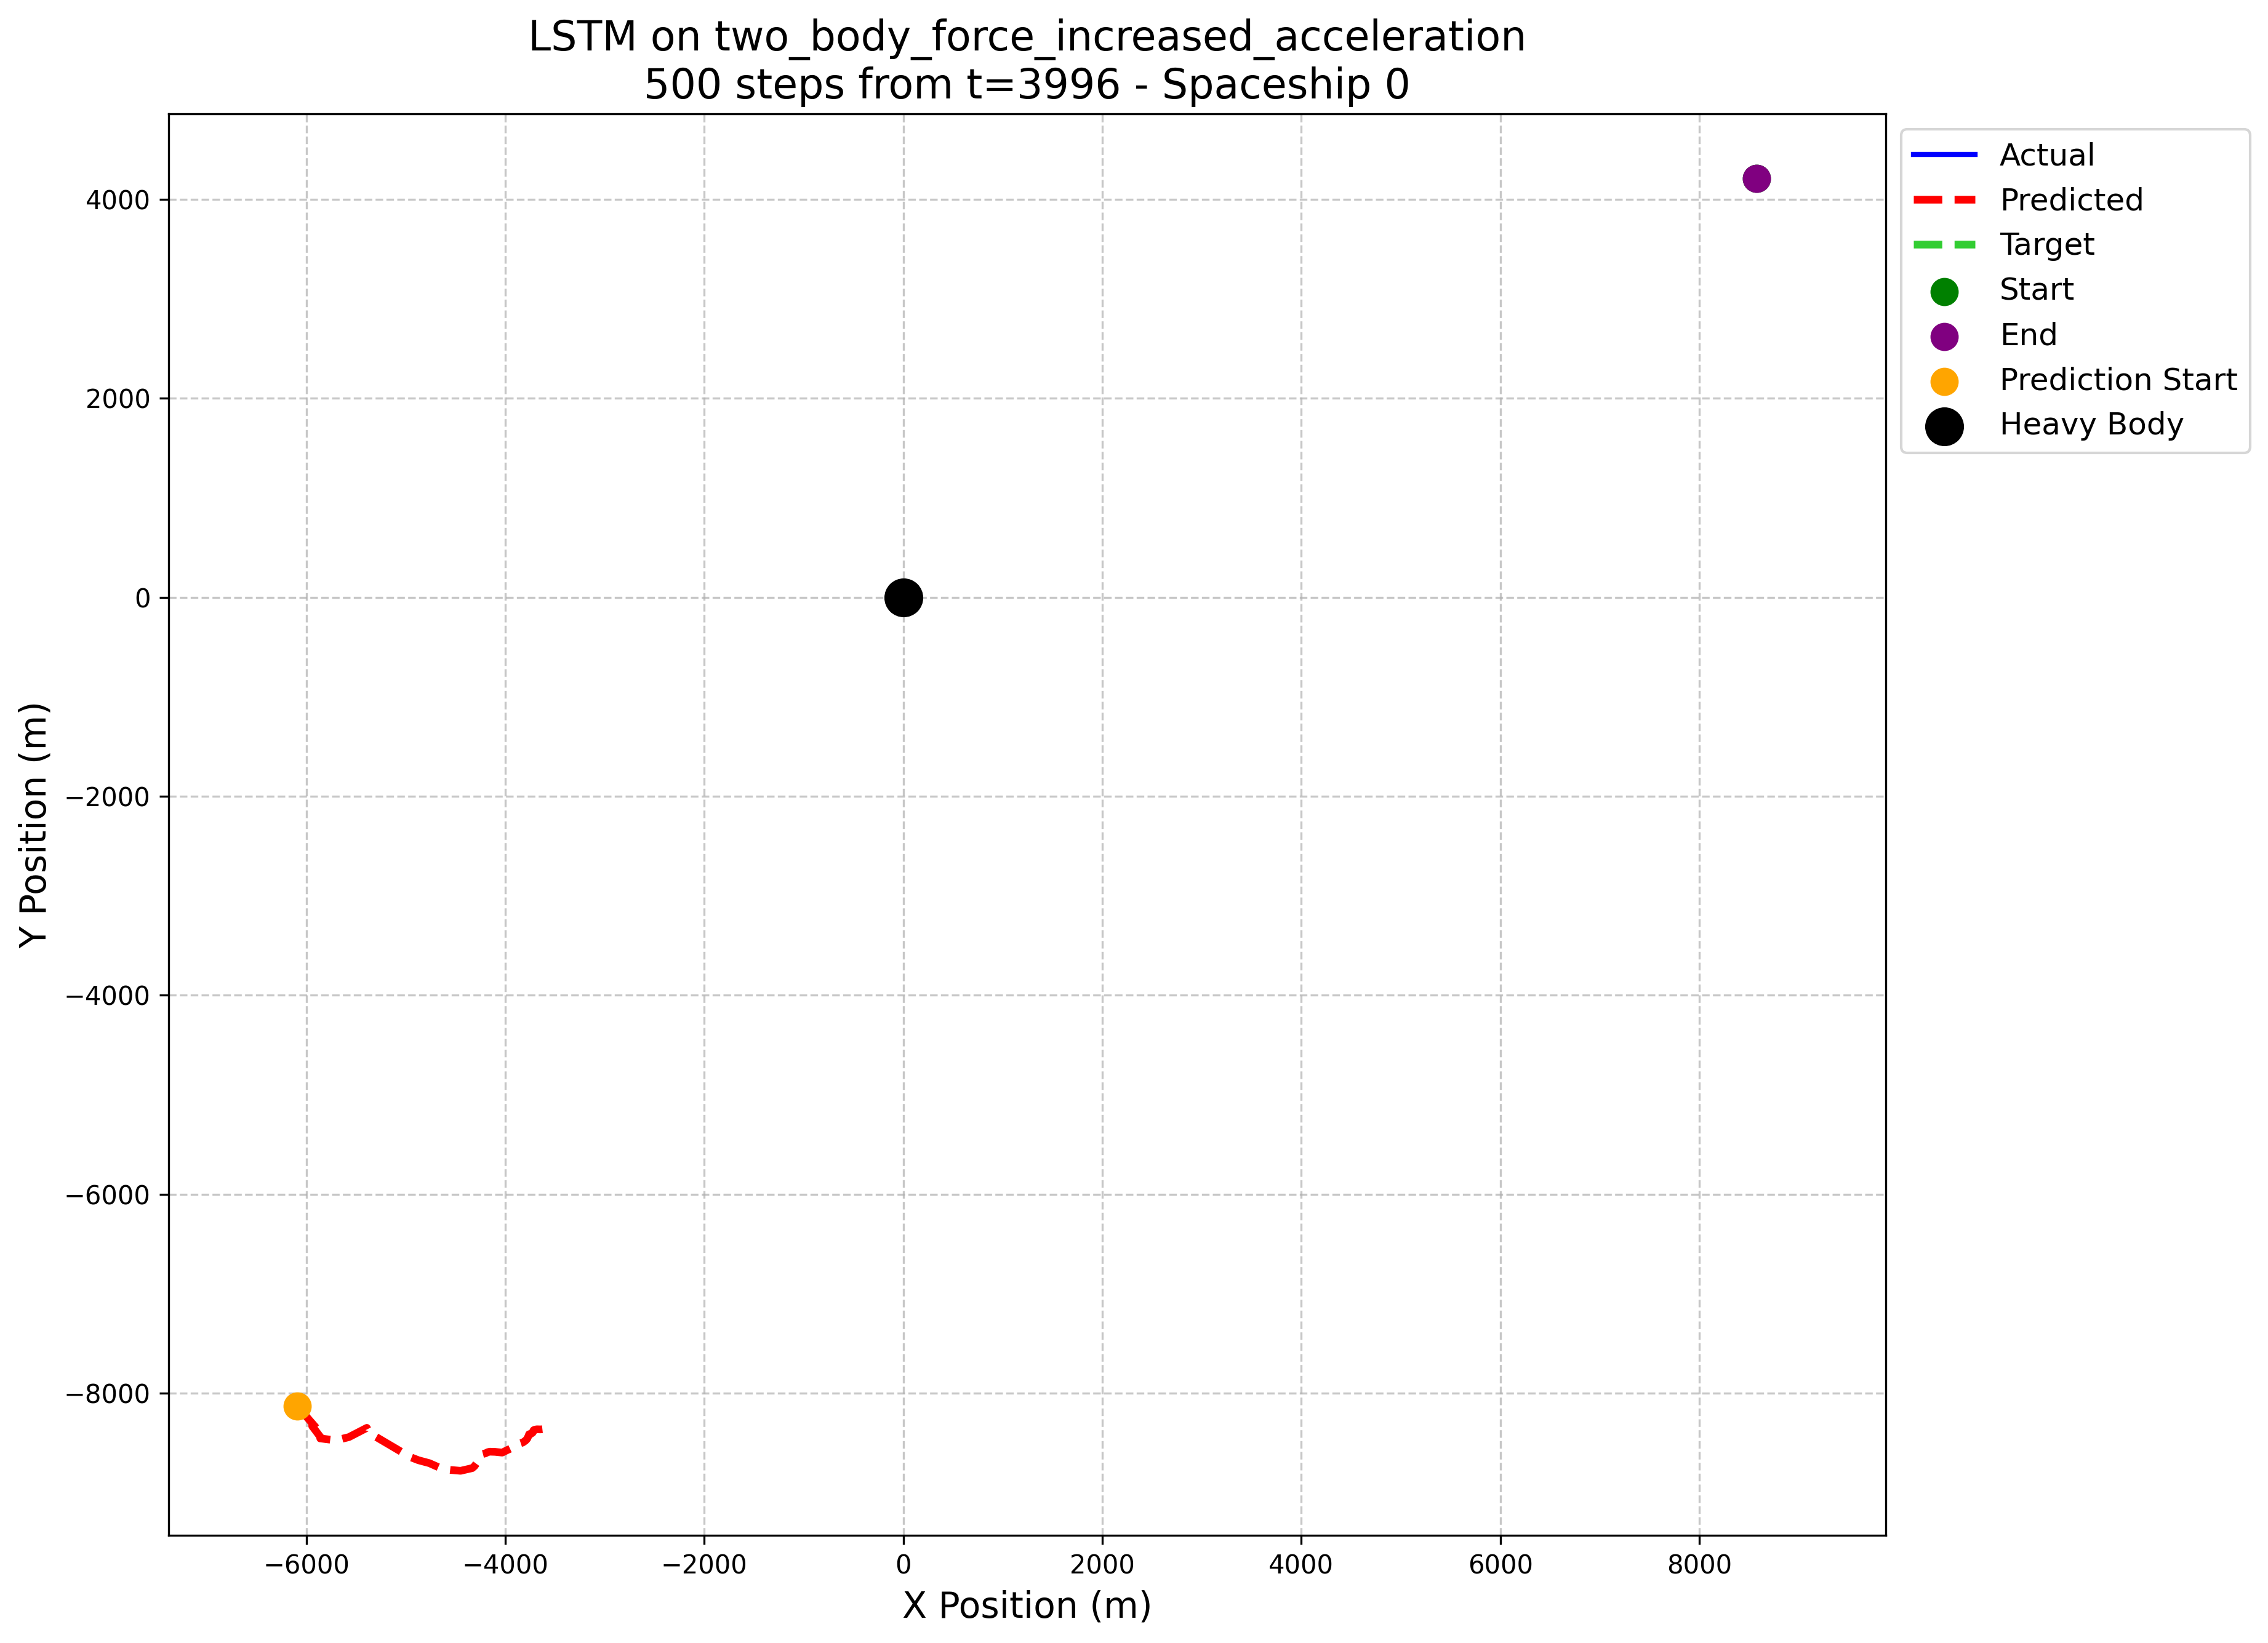 LSTM on two_body_force_increased_acceleration
500 steps from t=3996 - Spaceship 0
Actual
Predicted
Target
Start
End
Prediction Start
Heavy Body
Y Position (m)
4000
2000
0
−2000
−4000
−6000
−8000
−6000
−4000
−2000
0
2000
4000
6000
8000
X Position (m)